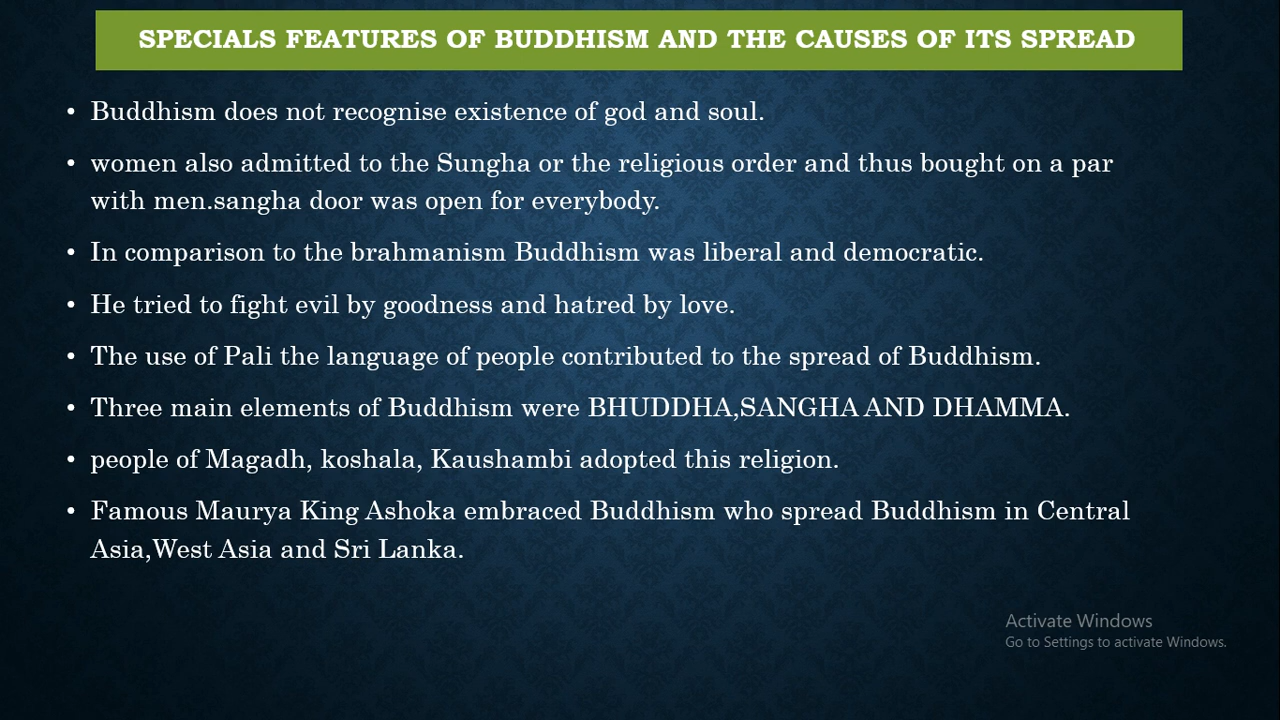 SPECIALS FEATURES OF BUDDHISM AND THE CAUSES OF ITS SPREAD
• Buddhism does not recognise existence of god and soul.
• women also admitted to the Sungha or the religious order and thus bought on a par
with men.sangha door was open for everybody.
• In comparison to the brahmanism Buddhism was liberal and democratic.
• He tried to fight evil by goodness and hatred by love.
• The use of Pali the language of people contributed to the spread of Buddhism.
• Three main elements of Buddhism were BHUDDHA,SANGHA AND DHAMMA.
• people of Magadh, koshala, Kaushambi adopted this religion.
• Famous Maurya King Ashoka embraced Buddhism who spread Buddhism in Central
Asia,West Asia and Sri Lanka.
Activate Windows
Go to Settings to activate Windows.